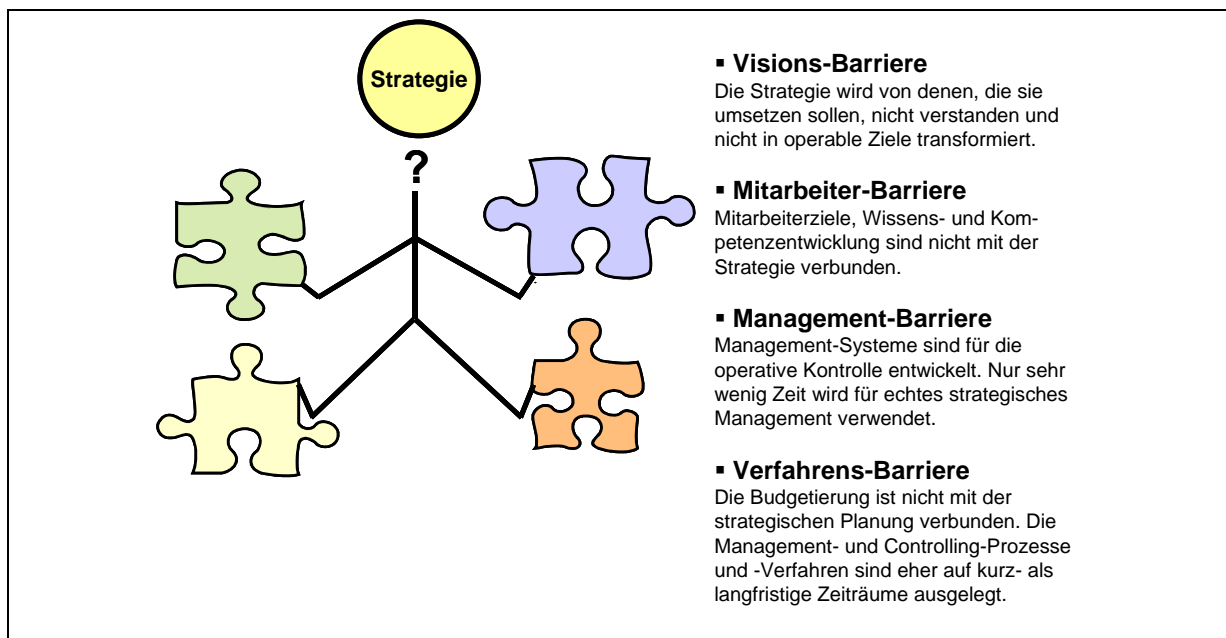 Strategie
?
▪ Visions-Barriere
Die Strategie wird von denen, die sie
umsetzen sollen, nicht verstanden und
nicht in operable Ziele transformiert.
▪ Mitarbeiter-Barriere
Mitarbeiterziele, Wissens- und Kom-
petenzentwicklung sind nicht mit der
Strategie verbunden.
▪ Management-Barriere
Management-Systeme sind für die
operative Kontrolle entwickelt. Nur sehr
wenig Zeit wird für echtes strategisches
Management verwendet.
▪ Verfahrens-Barriere
Die Budgetierung ist nicht mit der
strategischen Planung verbunden. Die
Management- und Controlling-Prozesse
und -Verfahren sind eher auf kurz- als
langfristige Zeiträume ausgelegt.